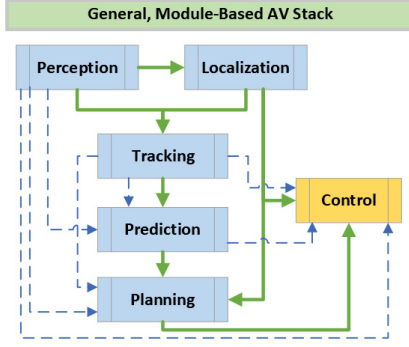 General, Module-Based AV Stack
Perception
Localization
Tracking
Control
Prediction
Planning